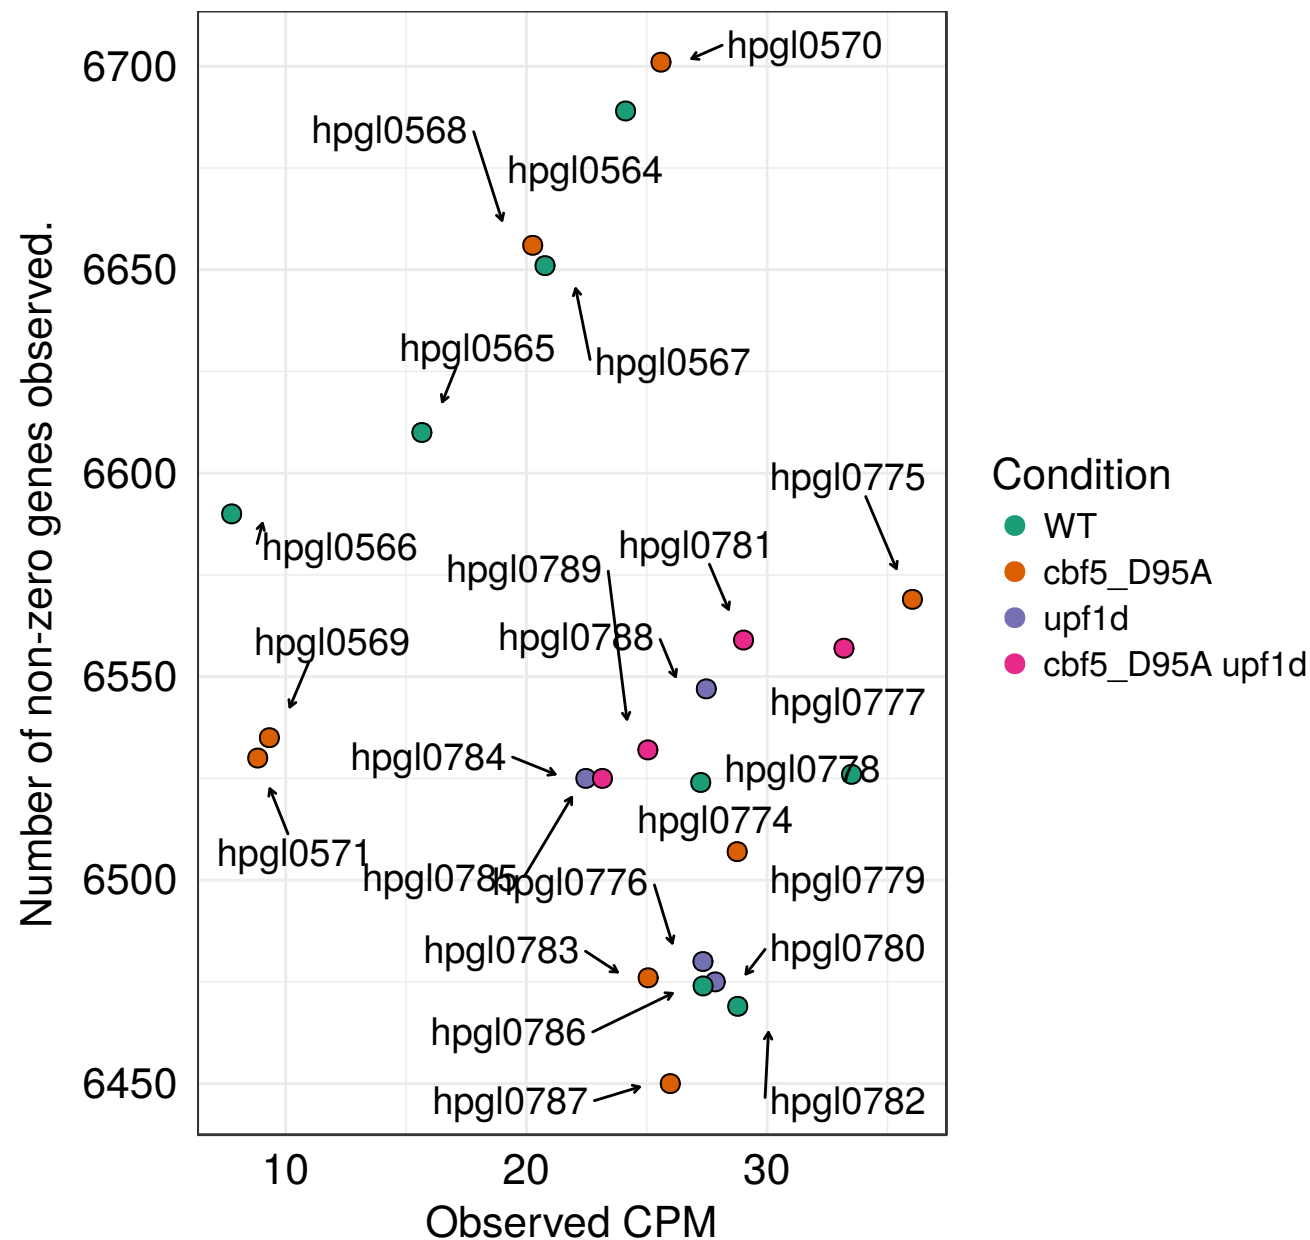 Number of non-zero genes observed.
6700
6650
6600
6550
6500
6450
hpgl0570
hpgl0568
hpgl0564
hpgl0565
hpgl0567
hpgl0775
hpgl0566
hpgl0781
hpgl0789
hpgl0788
hpgl0569
hpgl0777
hpgl0784
hpgl0778
hpgl0774
hpgl0571
hpgl0785
hpgl0776
hpgl0779
hpgl0783
hpgl0780
hpgl0786
hpgl0787
hpgl0782
10
20
30
Observed CPM
Condition
WT
cbf5_D95A
upf1d
cbf5_D95A upf1d